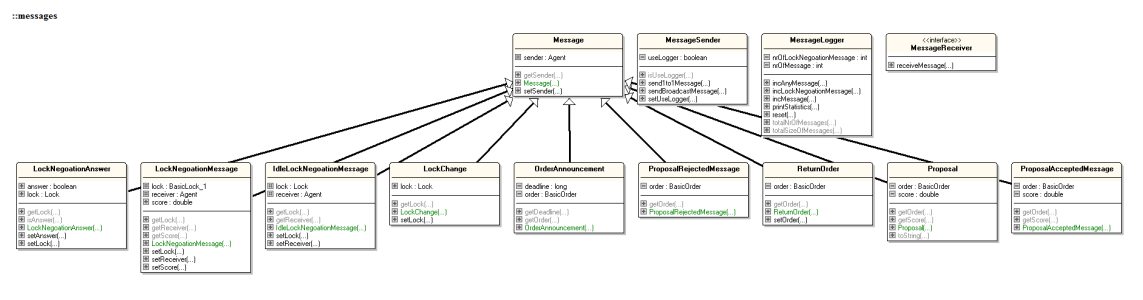 ::messages
Message
sender : Agent
getSender(...)
Message(...)
setSender(...)
MessageSender
useLogger : boolean
isUseLogger(...)
send1to1Message(...)
sendBroadcastMessage(...)
setUseLogger(...)
MessageLogger
nrOfLockNegoationMessage : int
nrOfMessage : int
incAnyMessage(...)
incLockNegoationMessage(...)
incMessage(...)
printStatistics(...)
reset(...)
totalNrOfMessages(...)
totalSizeOfMessages(...)
<<interface>>
MessageReceiver
receiveMessage(...)
LockNegoationAnswer
answer : boolean
lock : Lock
getLock(...)
isAnswer(...)
LockNegoationAnswer(...)
setAnswer(...)
setLock(...)
LockNegoationMessage
lock : BasicLock_1
receiver : Agent
score : double
getLock(...)
getReceiver(...)
getScore(...)
LockNegoationMessage(...)
setLock(...)
setReceiver(...)
setScore(...)
IdleLockNegoationMessage
lock : Lock
receiver : Agent
getLock(...)
getReceiver(...)
IdleLockNegoationMessage(...)
setLock(...)
setReceiver(...)
LockChange
lock : Lock
getLock(...)
LockChange(...)
setLock(...)
OrderAnnouncement
deadline : long
order : BasicOrder
getDeadline(...)
getOrder(...)
OrderAnnouncement(...)
ProposalRejectedMessage
order : BasicOrder
getOrder(...)
ProposalRejectedMessage(...)
ReturnOrder
order : BasicOrder
getOrder(...)
ReturnOrder(...)
setOrder(...)
Proposal
order : BasicOrder
score : double
getOrder(...)
getScore(...)
Proposal(...)
toString(...)
ProposalAcceptedMessage
order : BasicOrder
score : double
getOrder(...)
getScore(...)
ProposalAcceptedMessage(...)